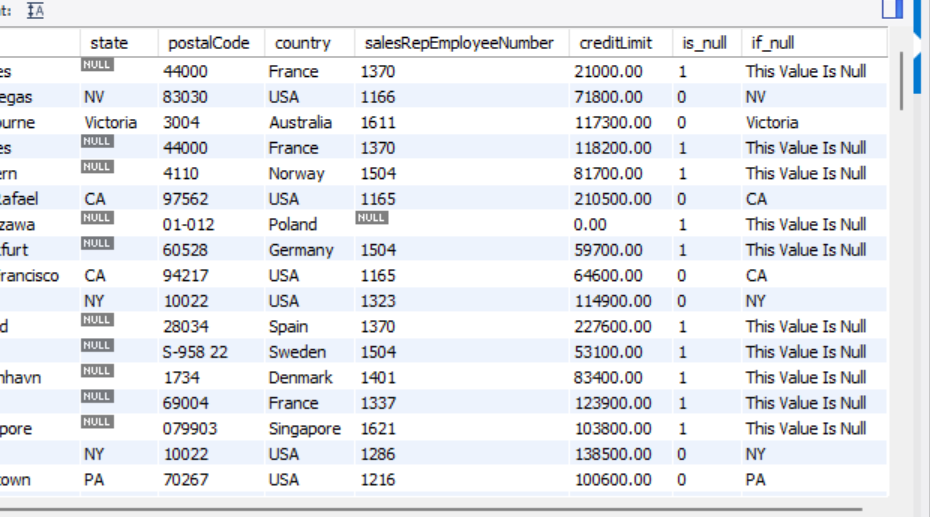 t: A
state postalCode country salesRepEmployeeNumber creditLimit is_null if_null
es NULL 44000 France 1370 21000.00 1 This Value Is Null
egas NV 83030 USA 1166 71800.00 0 NV
urne Victoria 3004 Australia 1611 117300.00 0 Victoria
es NULL 44000 France 1370 118200.00 1 This Value Is Null
rn NULL 4110 Norway 1504 81700.00 1 This Value Is Null
afael CA 97562 USA 1165 210500.00 0 CA
zawa NULL 01-012 Poland NULL 0.00 1 This Value Is Null
furt NULL 60528 Germany 1504 59700.00 1 This Value Is Null
rancisco CA 94217 USA 1165 64600.00 0 CA
NY 10022 USA 1323 114900.00 0 NY
d NULL 28034 Spain 1370 227600.00 1 This Value Is Null
NULL S-958 22 Sweden 1504 53100.00 1 This Value Is Null
nhavn NULL 1734 Denmark 1401 83400.00 1 This Value Is Null
NULL 69004 France 1337 123900.00 1 This Value Is Null
pore NULL 079903 Singapore 1621 103800.00 1 This Value Is Null
NY 10022 USA 1286 138500.00 0 NY
own PA 70267 USA 1216 100600.00 0 PA